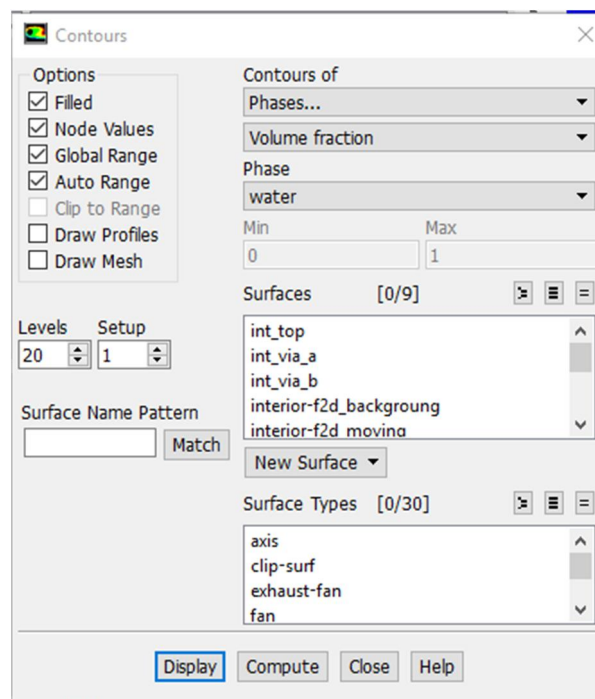 Contours
Options
Filled
Node Values
Global Range
Auto Range
Clip to Range
Draw Profiles
Draw Mesh
Levels Setup
20 1
Surface Name Pattern
Match
Contours of
Phases...
Volume fraction
Phase
water
Min Max
0 1
Surfaces [0/9]
int_top
int_via_a
int_via_b
interior-f2d_backgroung
interior-f2d_moving
New Surface
Surface Types [0/30]
axis
clip-surf
exhaust-fan
fan
Display Compute Close Help